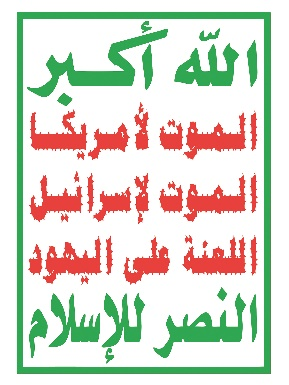 الله أكبر
الموت لأمريكا
الموت لإسرائيل
اللعنة على اليهود
النصر للإسلام